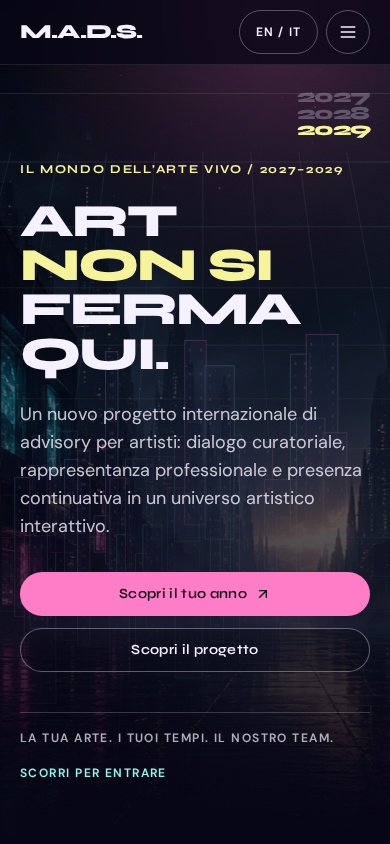 M.A.D.S.
EN / IT
2027
2028
2029
IL MONDO DELL'ARTE VIVO / 2027–2029
ART
NON SI
FERMA
QUI.
Un nuovo progetto internazionale di
advisory per artisti: dialogo curatoriale,
rappresentanza professionale e presenza
continuativa in un universo artistico
interattivo.
Scopri il tuo anno
Scopri il progetto
LA TUA ARTE. I TUOI TEMPI. IL NOSTRO TEAM.
SCORRI PER ENTRARE